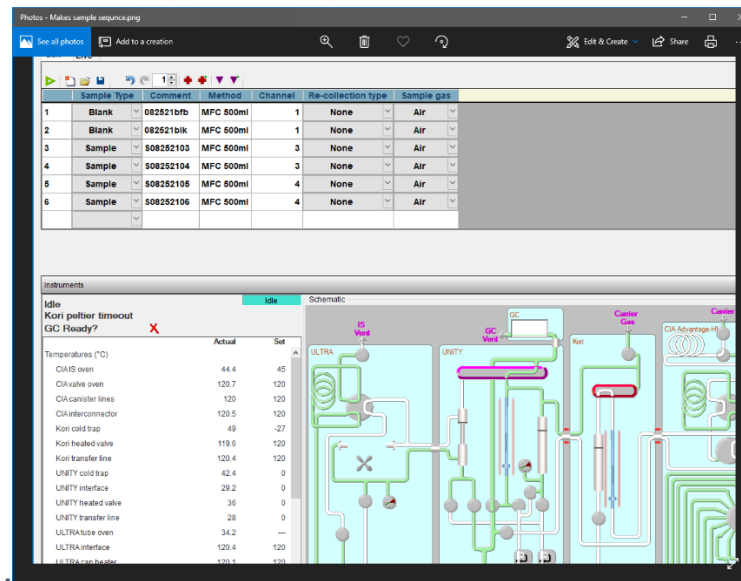 Photos - Makes sample sequnce.png
See all photos Add to a creation Edit & Create Share
1
Sample Type Comment Method Channel Re-collection type Sample gas
1 Blank 082521bfb MFC 500ml 1 None Air
2 Blank 082521blk MFC 500ml 1 None Air
3 Sample S08252103 MFC 500ml 3 None Air
4 Sample S08252104 MFC 500ml 3 None Air
5 Sample S08252105 MFC 500ml 4 None Air
6 Sample S08252106 MFC 500ml 4 None Air
Instruments
Idle Idle Schematic
Kori peltier timeout
GC Ready? X
Actual Set
Temperatures (°C)
CIA IS oven 44.4 45
CIA valve oven 120.7 120
CIA canister lines 120 120
CIA interconnector 120.5 120
Kori cold trap 49 -27
Kori heated valve 119.6 120
Kori transfer line 120.4 120
UNITY cold trap 42.4 0
UNITY interface 29.2 0
UNITY heated valve 36 0
UNITY transfer line 28 0
ULTRA tube oven 34.2 ---
ULTRA interface 120.4 120
ULTRA can heater 120.1 120
IS Vent
GC Vent
GC
Carrier Gas
Carrier
ULTRA
UNITY
Kori
CIA Advantage-HL